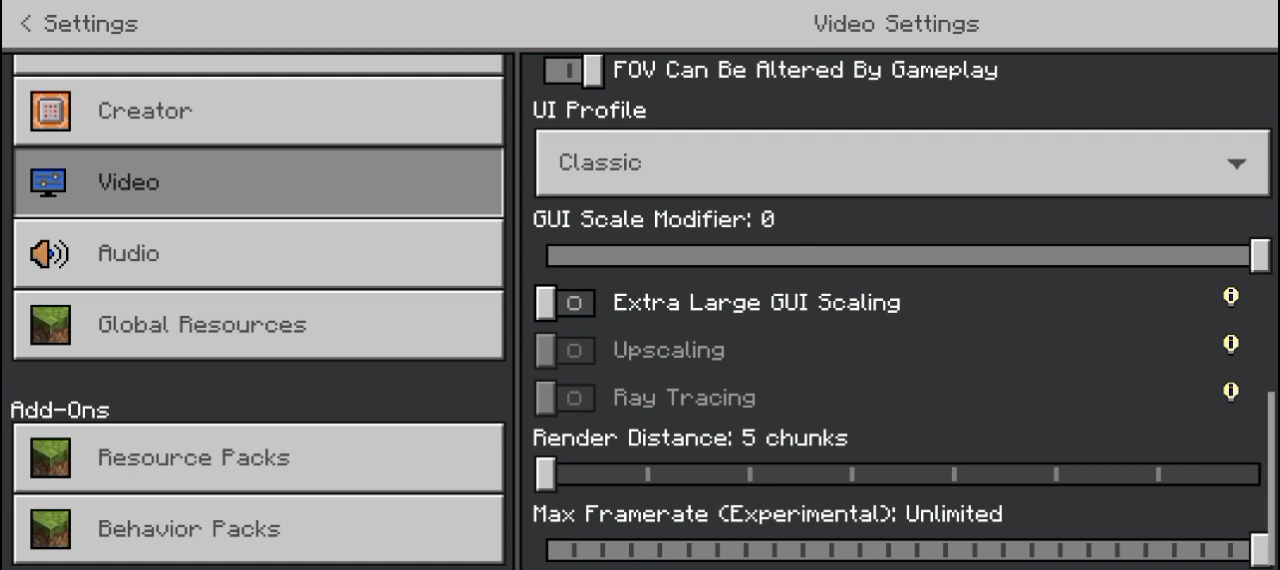 Settings
Video Settings
Creator
Video
Audio
Global Resources
Add-Ons
Resource Packs
Behavior Packs
FOV Can Be Altered By Gameplay
UI Profile
Classic
GUI Scale Modifier: 0
Extra Large GUI Scaling
Upscaling
Ray Tracing
Render Distance: 5 chunks
Max Framerate (Experimental): Unlimited